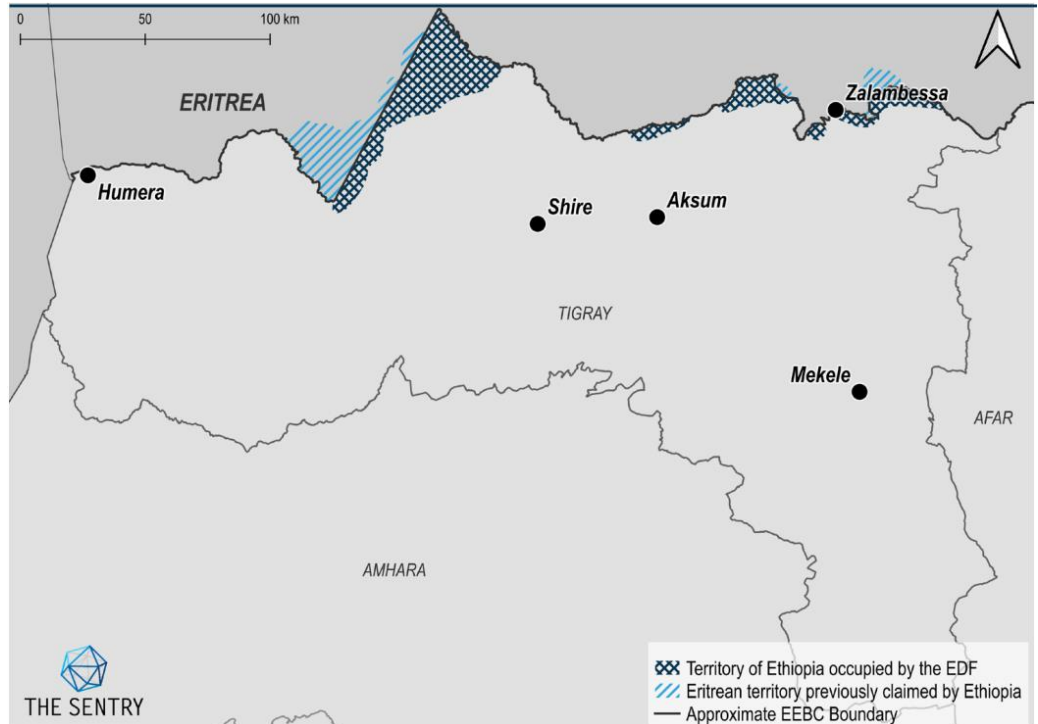 0 50 100 km
ERITREA
Zalambessa
Humera
Shire
Aksum
TIGRAY
Mekele
AFAR
AMHARA
THE SENTRY
Territory of Ethiopia occupied by the EDF
Eritrean territory previously claimed by Ethiopia
Approximate EEBC Boundary